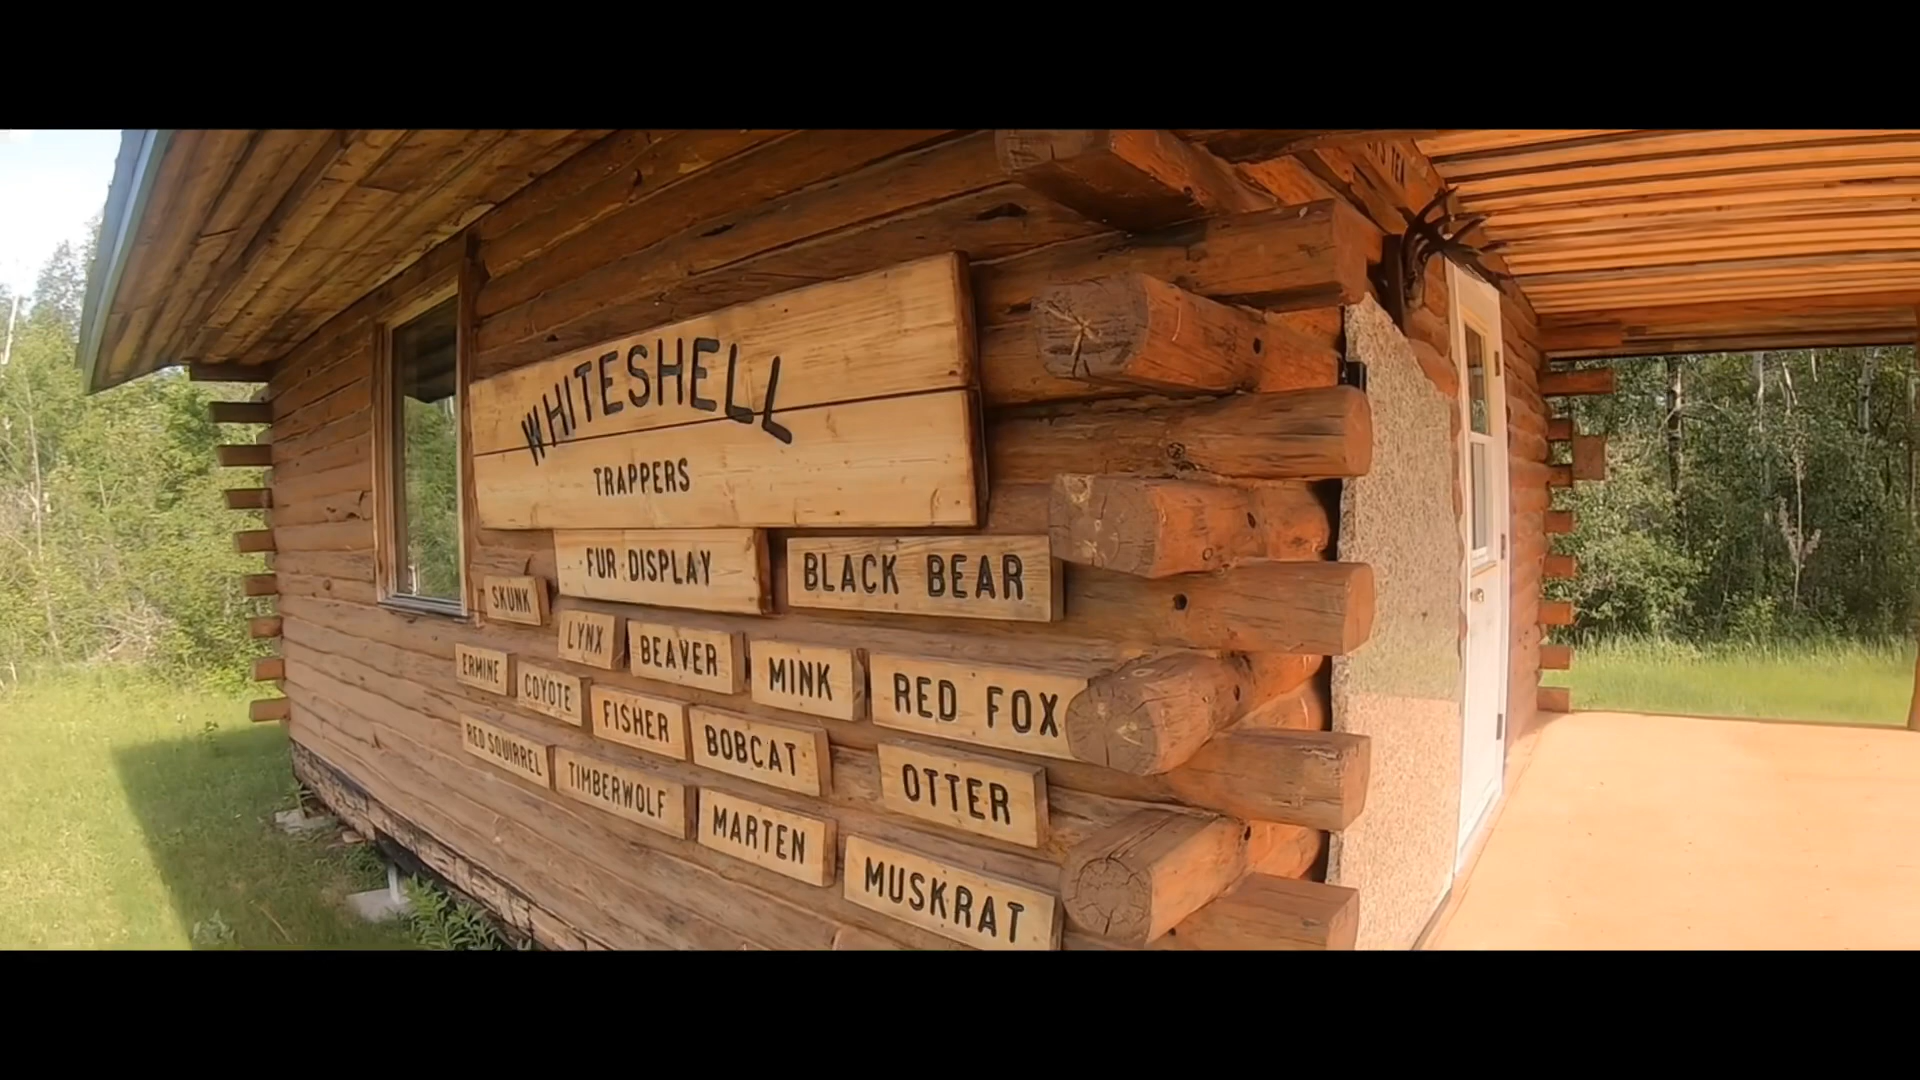 WHITESHELL
TRAPPERS
FUR DISPLAY
BLACK BEAR
SKUNK
LYNX
BEAVER
MINK
RED FOX
ERMINE
COYOTE
FISHER
BOBCAT
OTTER
RED SQUIRREL
TIMBERWOLF
MARTEN
MUSKRAT